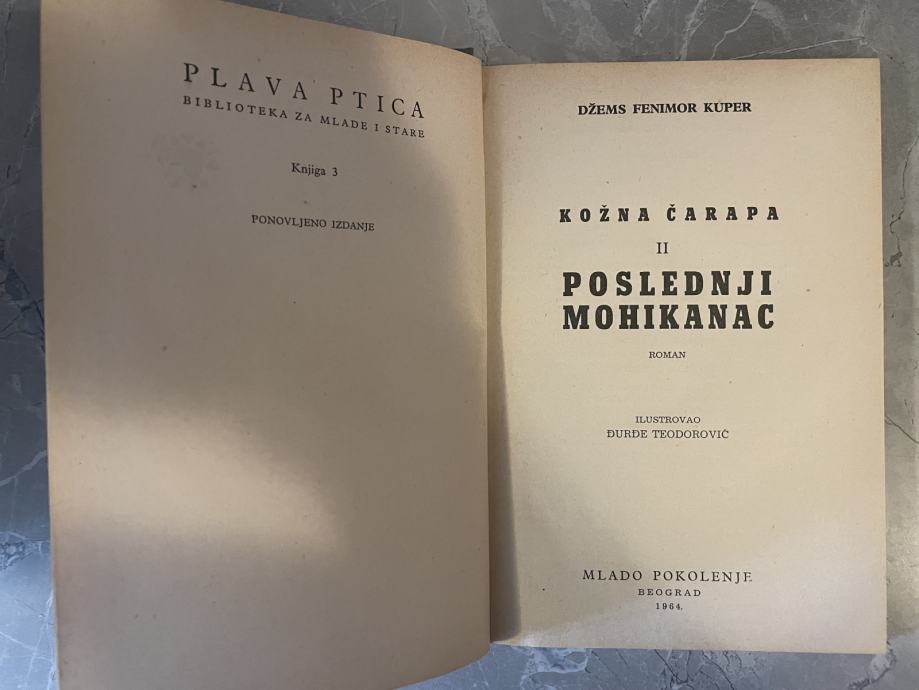 PLAVA PTICA
BIBLIOTEKA ZA MLADE I STARE
Knjiga 3
PONOVLJENO IZDANJE
DŽEMS FENIMOR KUPER
KOŽNA ČARAPA
II
POSLEDNJI
MOHIKANAC
ROMAN
ILUSTROVAO
ĐURĐE TEODOROVIĆ
MLADO POKOLENJE
BEOGRAD
1964.